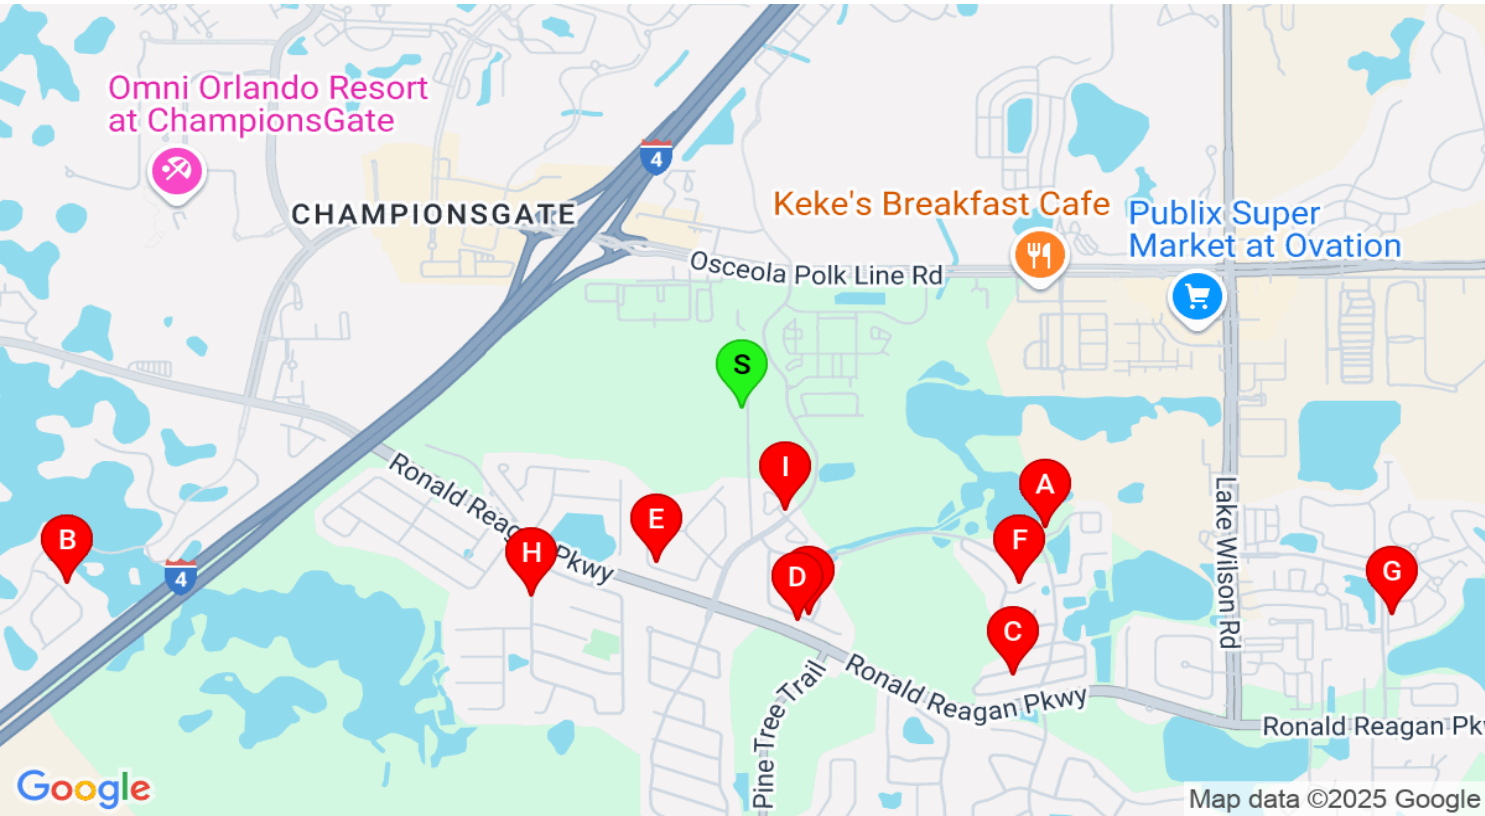 Omni Orlando Resort
at ChampionsGate
4
CHAMPIONSGATE
Keke's Breakfast Cafe
Publix Super
Market at Ovation
Osceola Polk Line Rd
S
I
A
E
B
H
F
D
G
C
4
Ronald Reagan Pkwy
Lake Wilson Rd
Ronald Reagan Pkwy
Pine Tree Trail
Ronald Reagan Pk
Google
Map data ©2025 Google